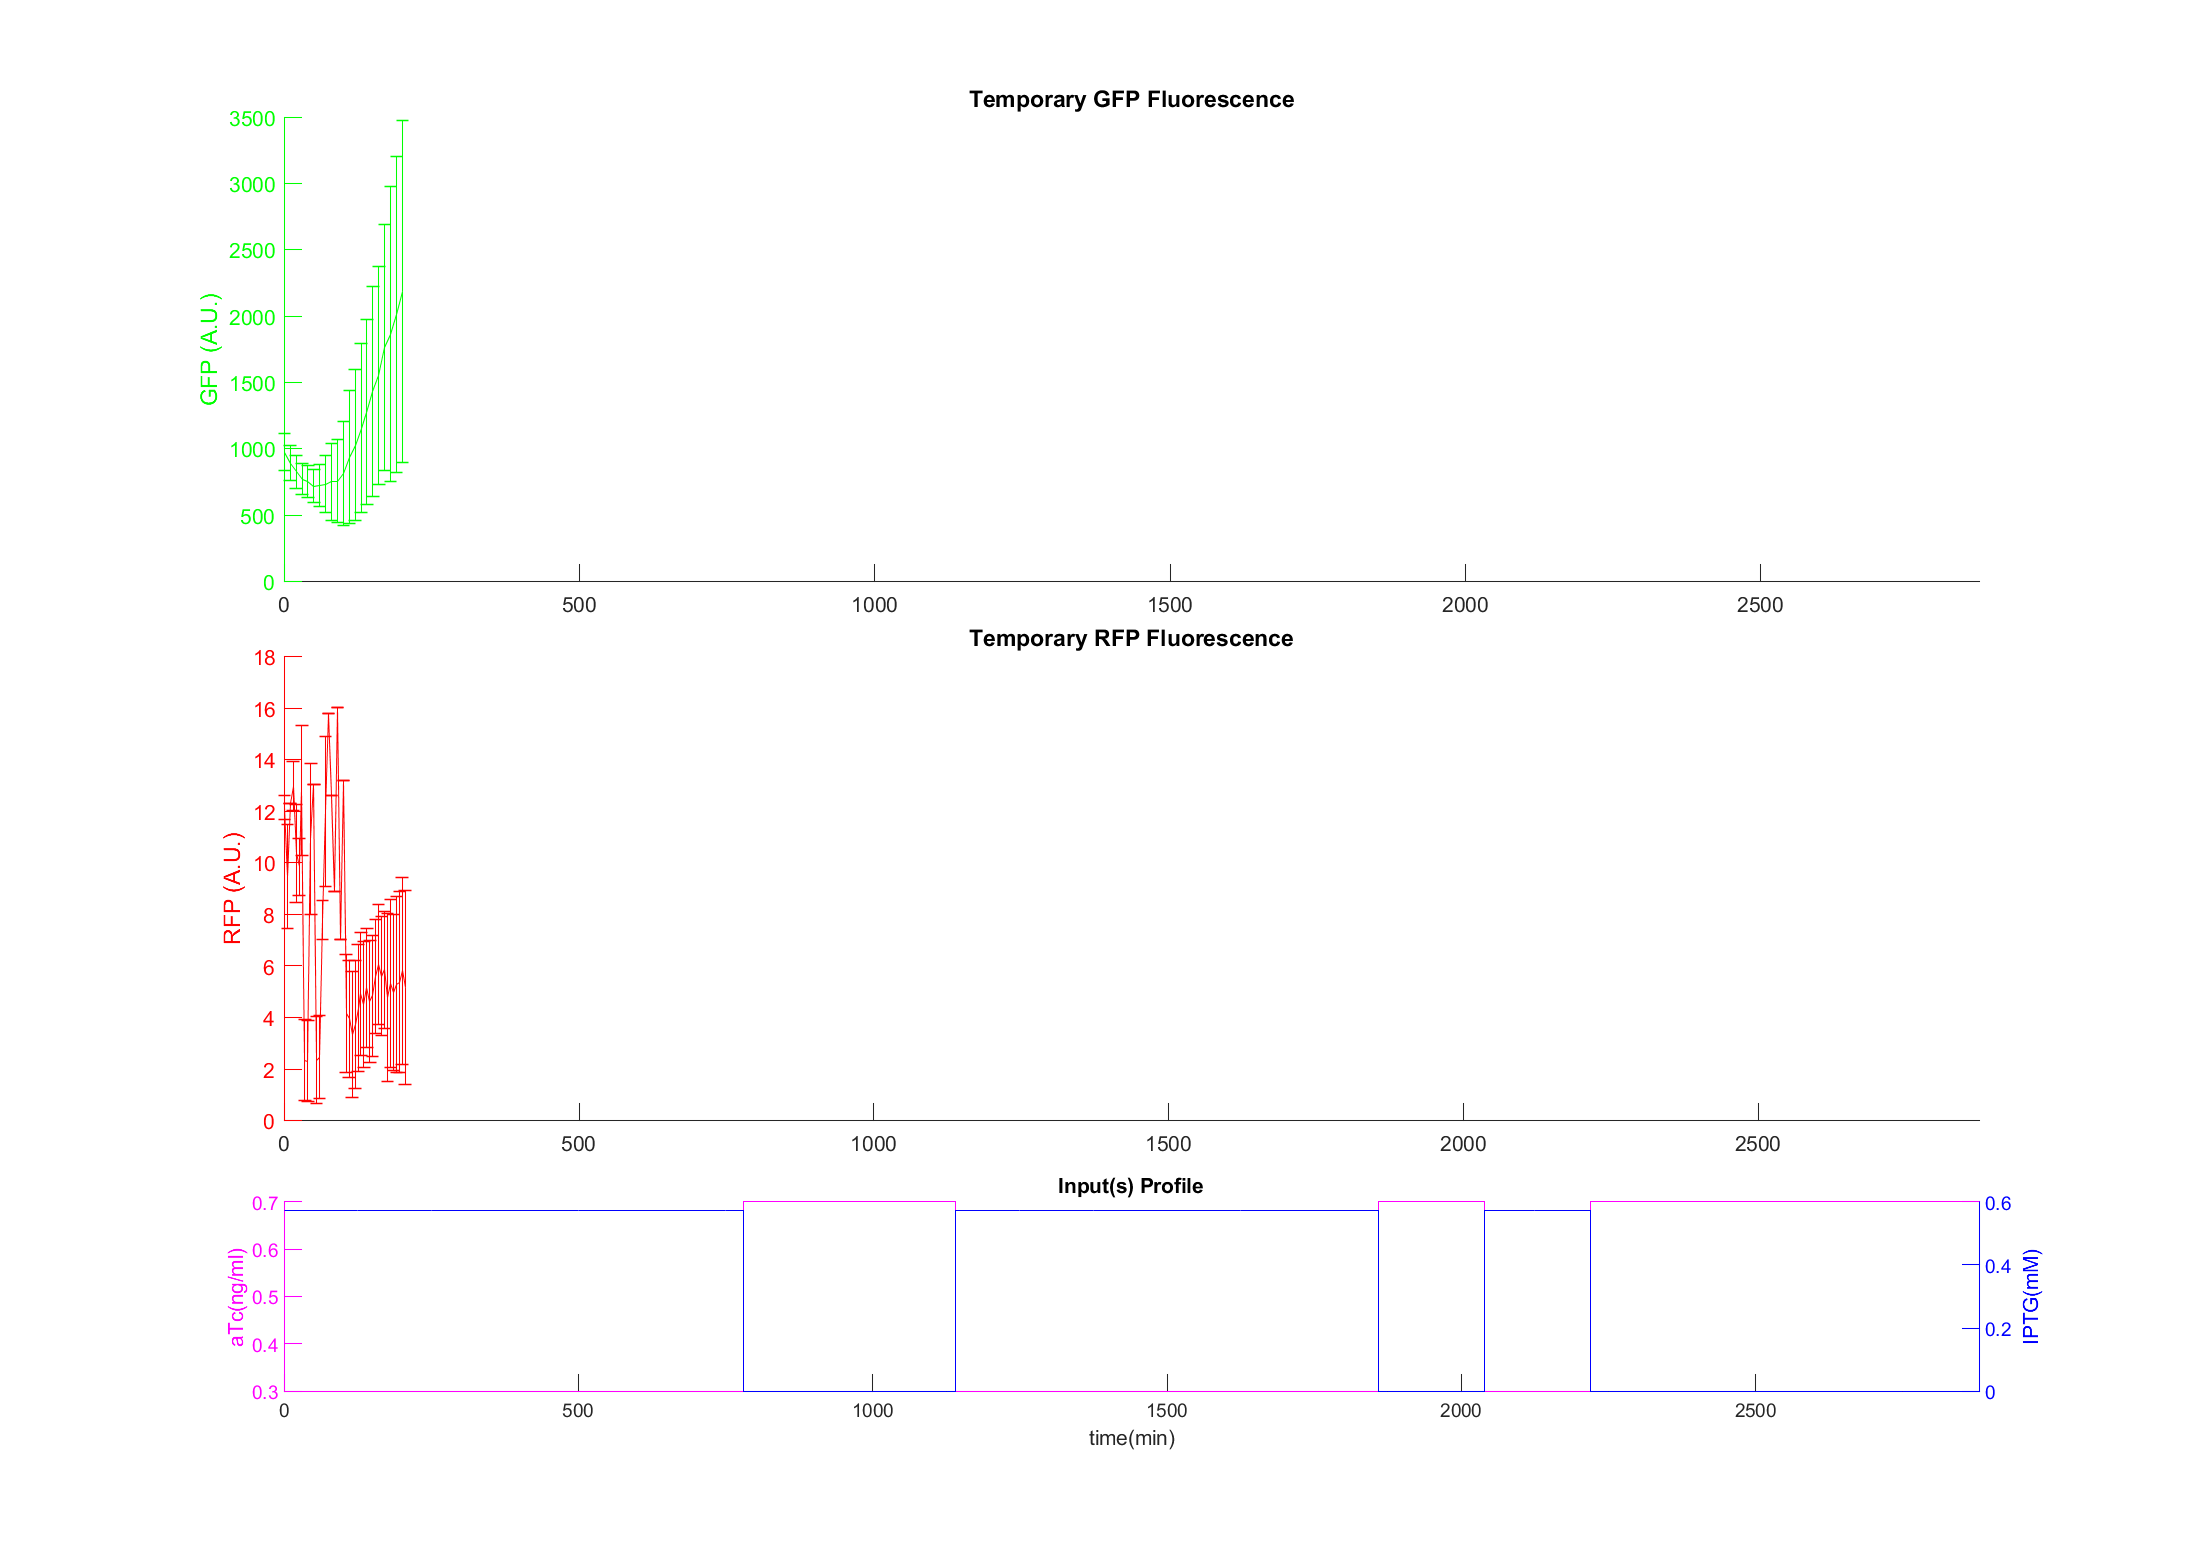 Temporary GFP Fluorescence
3500
3000
2500
2000
1500
1000
500
0
GFP (A.U.)
0 500 1000 1500 2000 2500
Temporary RFP Fluorescence
18
16
14
12
10
8
6
4
2
0
RFP (A.U.)
0 500 1000 1500 2000 2500
Input(s) Profile
0.7
0.6
0.5
0.4
0.3
aTc(ng/ml)
0.6
0.4
0.2
0
IPTG(mM)
0 500 1000 1500 2000 2500
time(min)